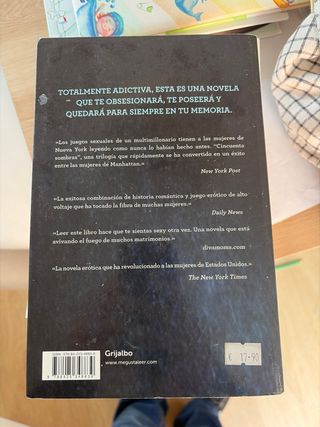 TOTALMENTE ADICTIVA, ESTA ES UNA NOVELA
QUE TE OBSESIONARÁ, TE POSEERÁ Y
QUEDARÁ PARA SIEMPRE EN TU MEMORIA.
»Los juegos sexuales de un multimillonario tienen a las mujeres de
Nueva York leyendo como nunca lo habían hecho antes. "Cincuenta
sombras", una trilogía que rápidamente se ha convertido en un éxito
entre las mujeres de Manhattan.»
New York Post
»La exitosa combinación de historia romántica y juego erótico de alto
voltaje que ha tocado la fibra de muchas mujeres.»
Daily News
»Leer este libro hace que te sientas sexy otra vez. Una novela que está
avivando el fuego de muchos matrimonios.»
divamoms.com
»La novela erótica que ha revolucionado a las mujeres de Estados Unidos.»
The New York Times
Grijalbo
www.megustaleer.com
€ 17.90